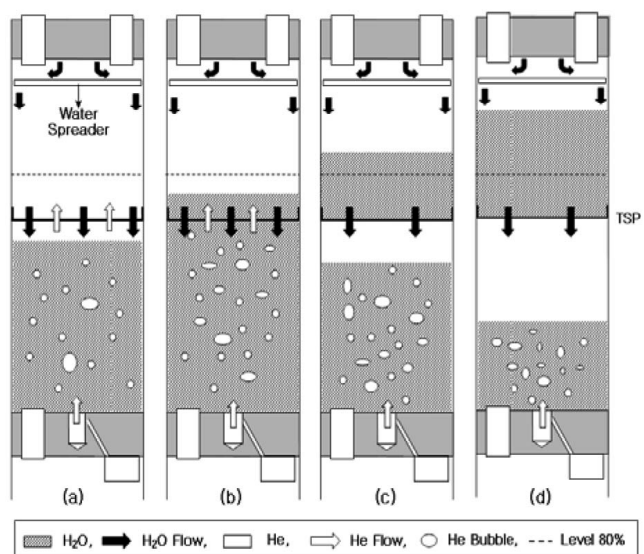 Water
Spreader
TSP
(a) (b) (c) (d)
H₂O, H₂O Flow, He, He Flow, He Bubble, Level 80%